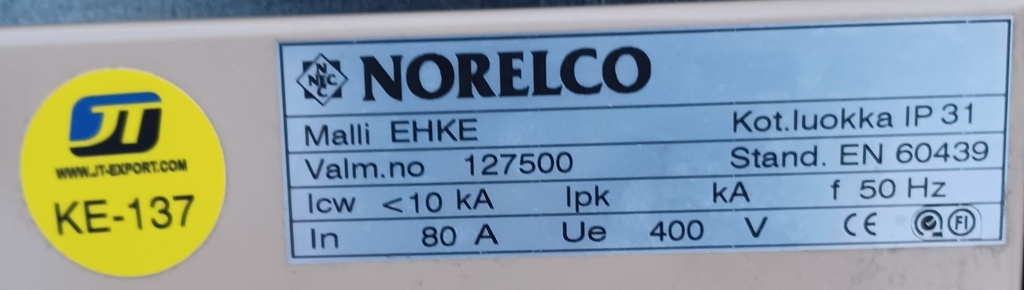 JT
WWW.JT-EXPORT.COM
KE-137
NORELCO
Malli EHKE Kot.luokka IP 31
Valm.no 127500 Stand. EN 60439
Icw <10 kA Ipk kA f 50 Hz
In 80 A Ue 400 V CE FI